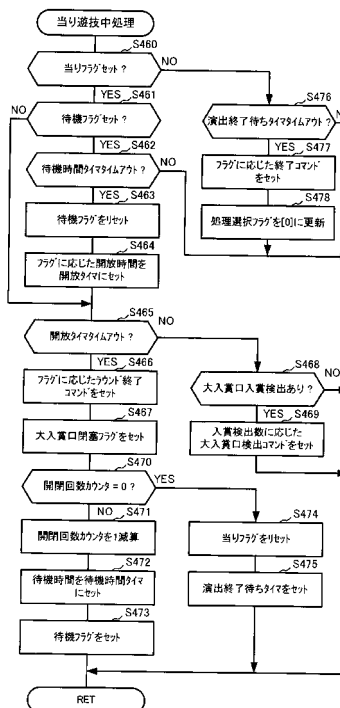 当り遊技中処理
S460
当りフラグセット？
NO
YES
S461
NO
待機フラグセット？
YES
S462
待機時間タイマタイムアウト？
NO
YES
S463
待機フラグをリセット
S464
フラグに応じた開放時間を
開放タイマにセット
S476
演出終了待ちタイマタイムアウト？
YES
S477
フラグに応じた終了コマンド
をセット
S478
処理選択フラグを[0]に更新
S465
開放タイマタイムアウト？
NO
YES
S466
フラグに応じたラウンド終了
コマンドをセット
S467
大入賞口閉塞フラグをセット
S468
大入賞口入賞検出あり？
NO
YES
S469
入賞検出数に応じた
大入賞口検出コマンドをセット
S470
開閉回数カウンタ=0？
YES
NO
S471
開閉回数カウンタを1減算
S472
待機時間を待機時間タイマ
にセット
S473
待機フラグをセット
S474
当りフラグをリセット
S475
演出終了待ちタイマをセット
RET